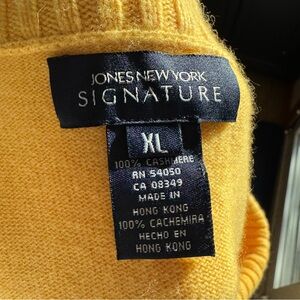 JONES NEW YORK
SIGNATURE
XL
100% CASHMERE
RN 54050
CA 08349
MADE IN
HONG KONG
100% CACHEMIRA
HECHO EN
HONG KONG